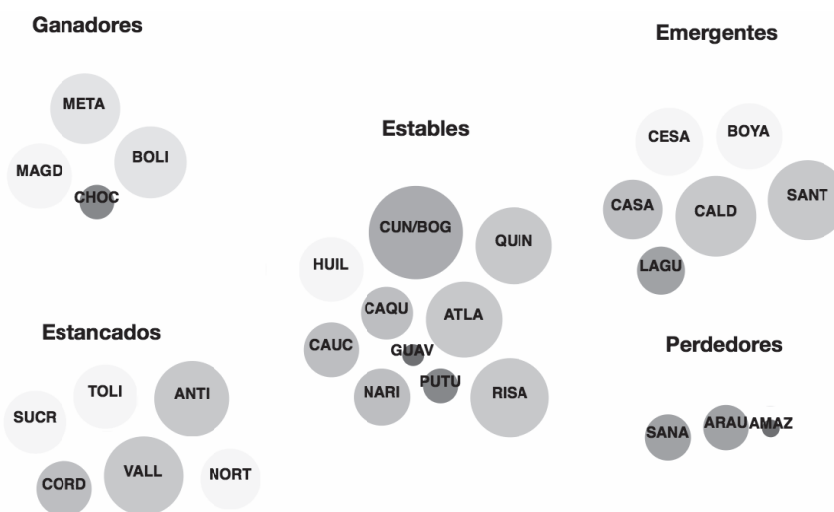 Ganadores
META
BOLI
MAGD
CHOC
Estables
CUN/BOG
QUIN
HUIL
CAQU
ATLA
CAUC
GUAV
PUTU
NARI
RISA
Emergentes
CESA
BOYA
CASA
CALD
SANT
LAGU
Estancados
TOLI
ANTI
SUCR
CORD
VALL
NORT
Perdedores
SANA
ARAU
AMAZ